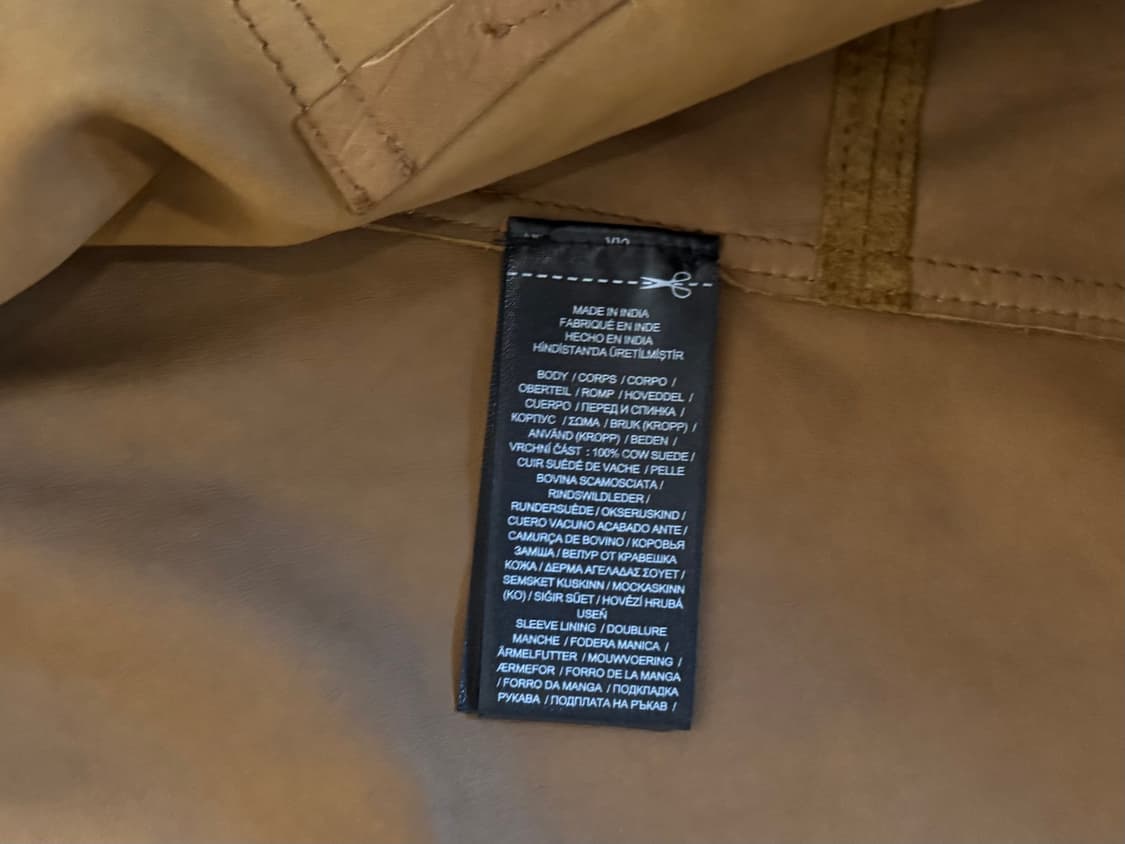 MADE IN INDIA
FABRIQUÉ EN INDE
HECHO EN INDIA
HİNDİSTAN'DA ÜRETİLMİŞTİR
BODY / CORPS / CORPO /
OBERTEIL / ROMP / HOVEDDEL /
CUERPO / ПЕРЕД И СПИНКА /
КОРПУС / ΣΩΜΑ / BRUK (KROPP) /
ANVÄND (KROPP) / BEDEN /
VRCHNÍ ČÁST : 100% COW SUEDE /
CUIR SUÉDÉ DE VACHE / PELLE
BOVINA SCAMOSCIATA /
RINDSWILDLEDER /
RUNDERSUÈDE / OKSERUSKIND /
CUERO VACUNO ACABADO ANTE /
CAMURÇA DE BOVINO / КОРОВЬЯ
ЗАМША / ВЕЛУР ОТ КРАВЕШКА
КОЖА / ΔΕΡΜΑ ΑΓΕΛΑΔΑΣ ΣΟΥΕΤ /
SEMSKET KUSKINN / MOCKASKINN
(KO) / SIĞIR SÜET / HOVĚZÍ HRUBÁ
USEŇ
SLEEVE LINING / DOUBLURE
MANCHE / FODERA MANICA /
ÄRMELFUTTER / MOUWVOERING /
ÆRMEFOR / FORRO DE LA MANGA
/ FORRO DA MANGA / ПОДКЛАДКА
РУКАВА / ПОДПЛАТА НА РЪКАВ /